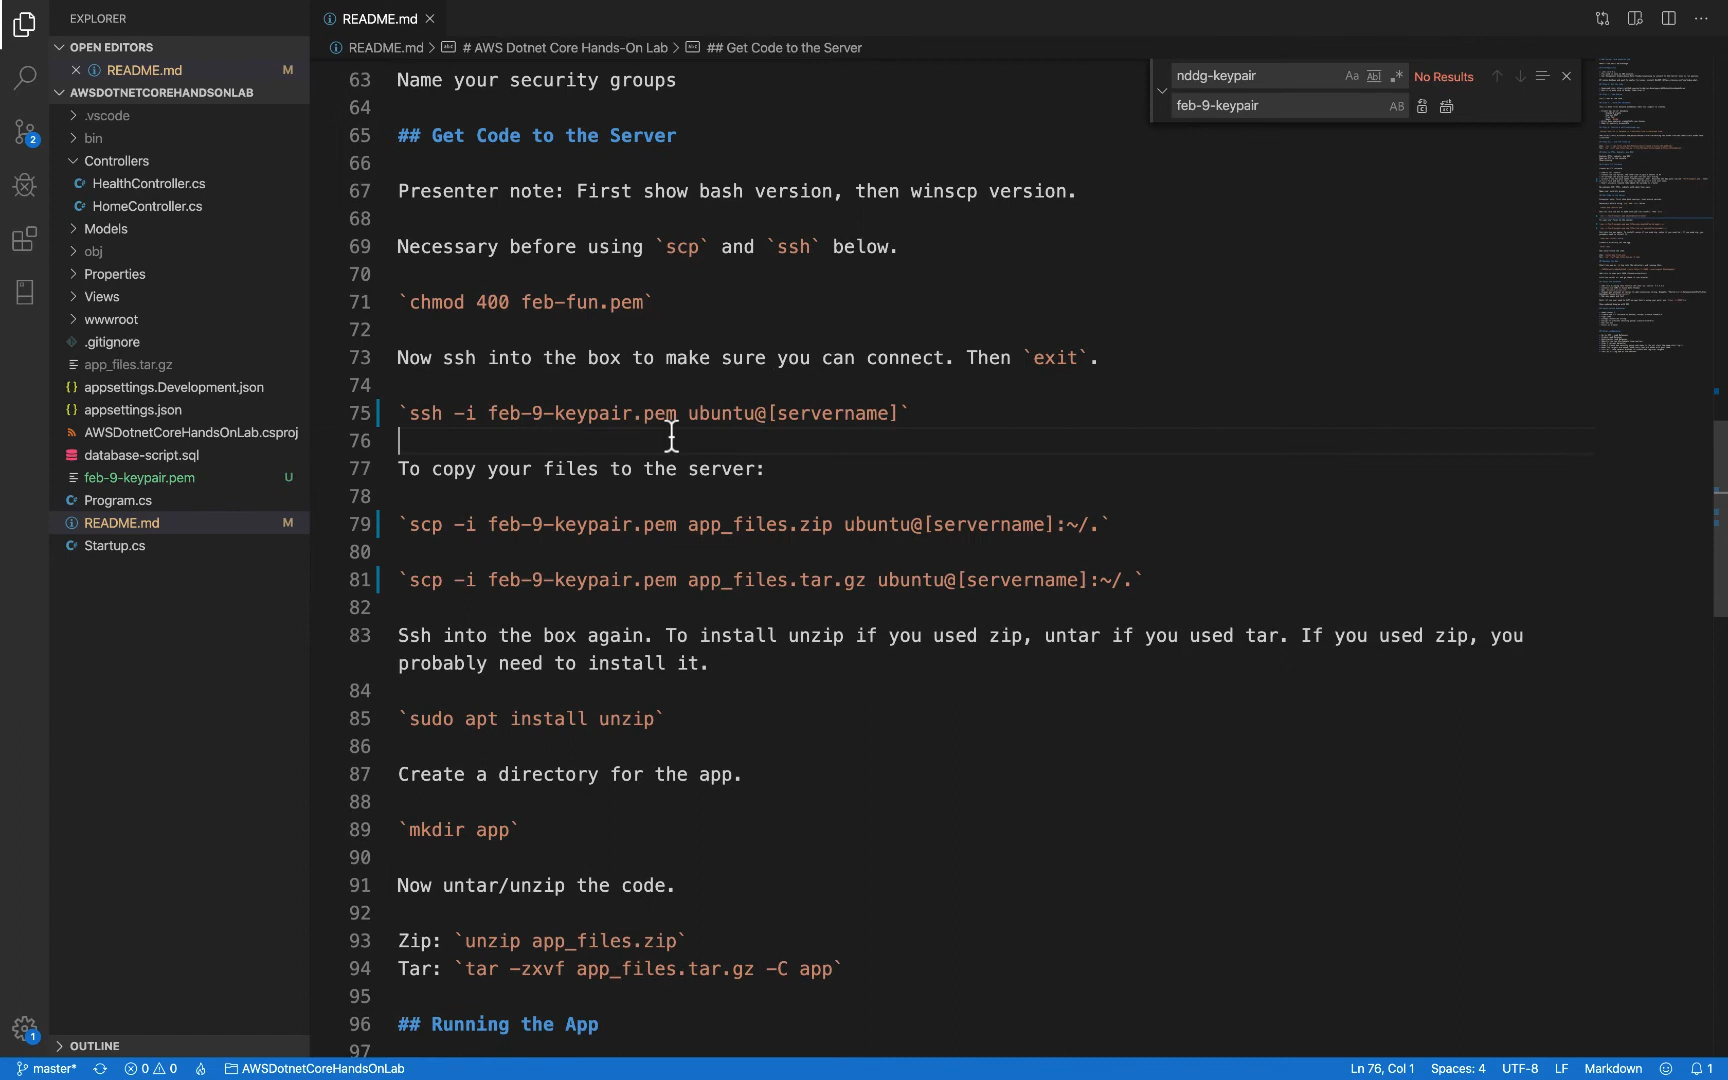 EXPLORER
OPEN EDITORS
README.md M
AWSDOTNETCOREHANDSONLAB
.vscode
bin
Controllers
C# HealthController.cs
C# HomeController.cs
Models
obj
Properties
Views
wwwroot
.gitignore
app_files.tar.gz
{} appsettings.Development.json
{} appsettings.json
AWSDotnetCoreHandsOnLab.csproj
database-script.sql
feb-9-keypair.pem U
C# Program.cs
README.md M
C# Startup.cs
OUTLINE
2
1
README.md
README.md > # AWS Dotnet Core Hands-On Lab > ## Get Code to the Server
nddg-keypair Aa Abl .* No Results
feb-9-keypair AB
63 Name your security groups
64
65 ## Get Code to the Server
66
67 Presenter note: First show bash version, then winscp version.
68
69 Necessary before using `scp` and `ssh` below.
70
71 `chmod 400 feb-fun.pem`
72
73 Now ssh into the box to make sure you can connect. Then `exit`.
74
75 `ssh -i feb-9-keypair.pem ubuntu@[servername]`
76
77 To copy your files to the server:
78
79 `scp -i feb-9-keypair.pem app_files.zip ubuntu@[servername]:~/.`
80
81 `scp -i feb-9-keypair.pem app_files.tar.gz ubuntu@[servername]:~/.`
82
83 Ssh into the box again. To install unzip if you used zip, untar if you used tar. If you used zip, you
probably need to install it.
84
85 `sudo apt install unzip`
86
87 Create a directory for the app.
88
89 `mkdir app`
90
91 Now untar/unzip the code.
92
93 Zip: `unzip app_files.zip`
94 Tar: `tar -zxvf app_files.tar.gz -C app`
95
96 ## Running the App
97
master* 0 0 AWSDotnetCoreHandsOnLab Ln 76, Col 1 Spaces: 4 UTF-8 LF Markdown 1